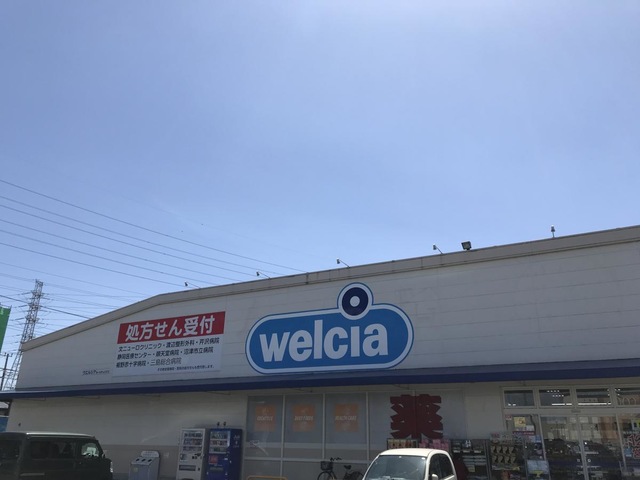 処方せん受付
北ニューロクリニック・渡辺整形外科・芹沢病院
静岡医療センター・順天堂病院・沼津市立病院
裾野赤十字病院・三島総合病院
welcia
薬